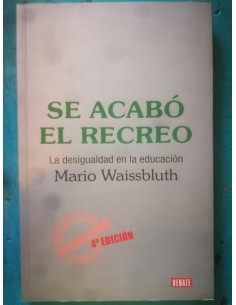 SE ACABÓ
EL RECREO
La desigualdad en la educación
Mario Waissbluth
4ª EDICIÓN
DEBATE